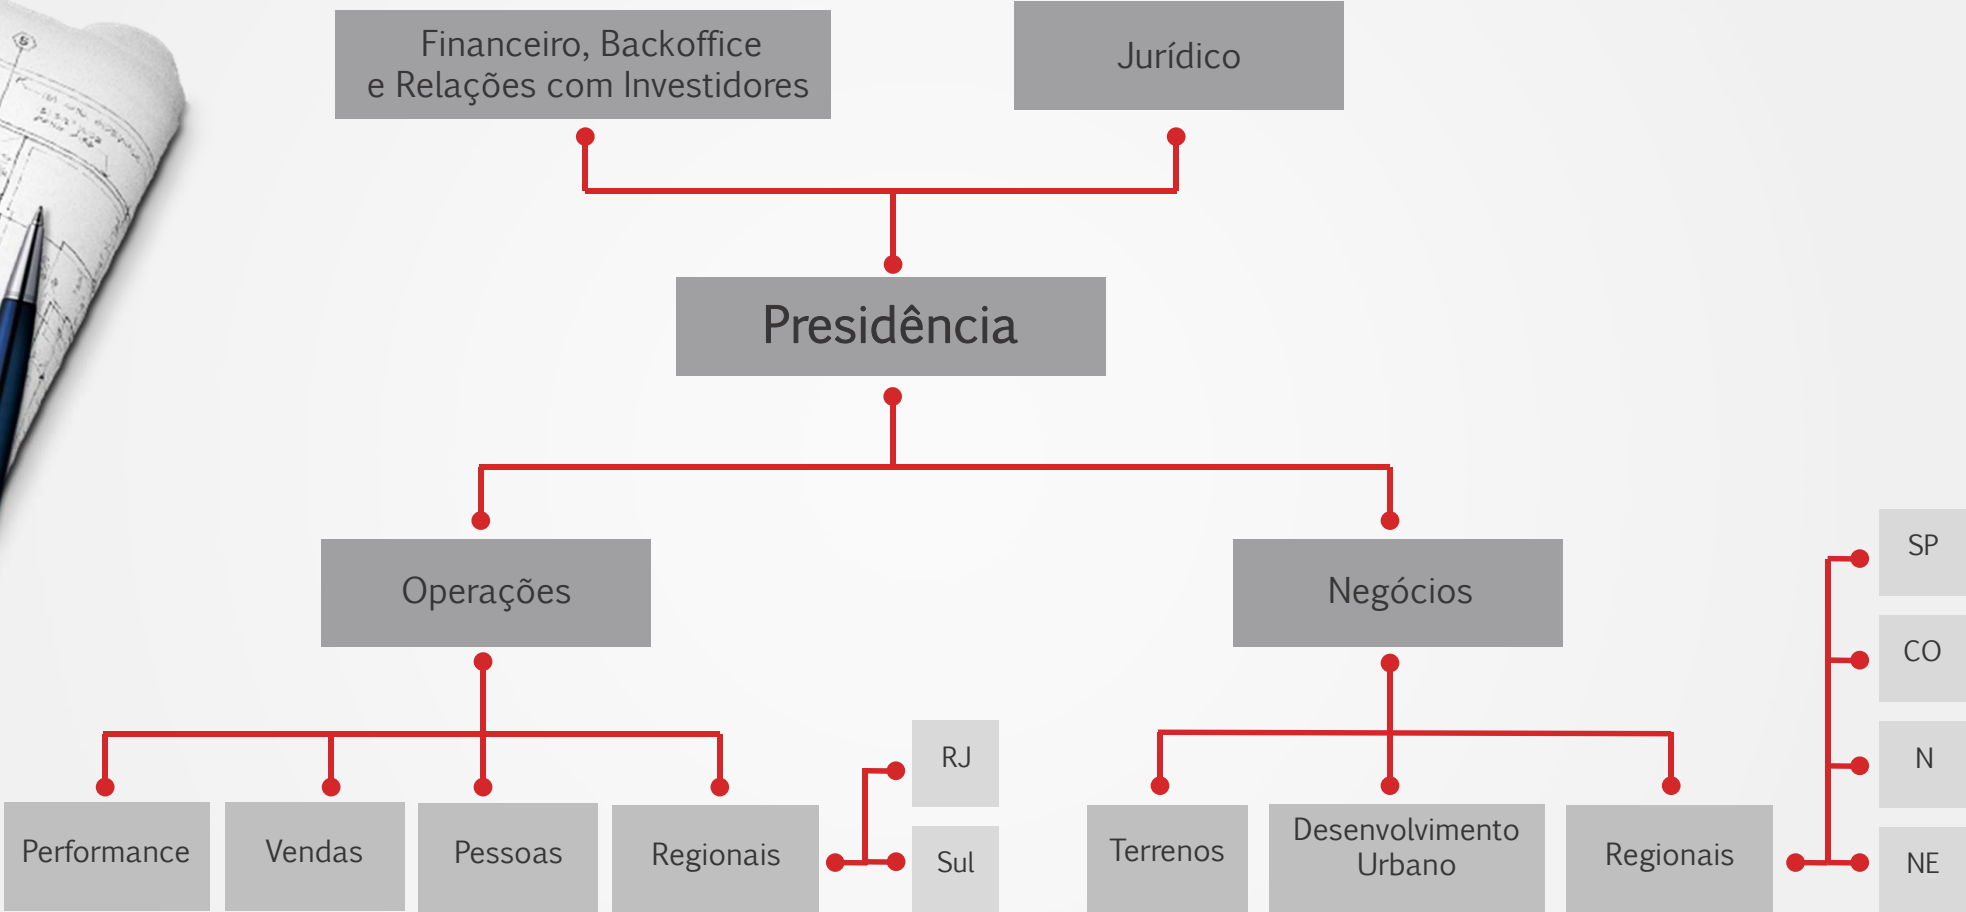 Financeiro, Backoffice
e Relações com Investidores
Jurídico
Presidência
Operações
Negócios
SP
CO
N
NE
RJ
Sul
Performance
Vendas
Pessoas
Regionais
Terrenos
Desenvolvimento
Urbano
Regionais